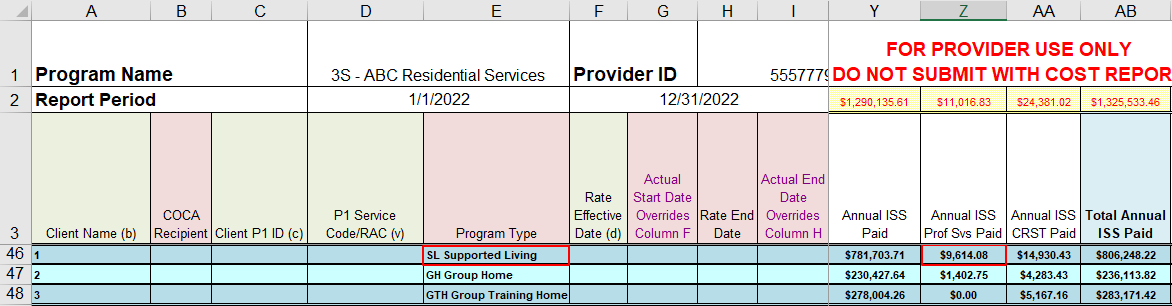 A B C D E F G H I Y Z AA AB
FOR PROVIDER USE ONLY
1 Program Name 3S - ABC Residential Services Provider ID 5557779 DO NOT SUBMIT WITH COST REPOR
2 Report Period 1/1/2022 12/31/2022 $1,290,135.61 $11,016.83 $24,381.02 $1,325,533.46
Actual Actual End
Rate Start Date Date
COCA P1 Service Effective Overrides Rate End Overrides Annual ISS Annual ISS Annual ISS Total Annual
3 Client Name (b) Recipient Client P1 ID (c) Code/RAC (v) Program Type Date (d) Column F Date Column H Paid Prof Svs Paid CRST Paid ISS Paid
46 1 SL Supported Living $781,703.71 $9,614.08 $14,930.43 $806,248.22
47 2 GH Group Home $230,427.64 $1,402.75 $4,283.43 $236,113.82
48 3 GTH Group Training Home $278,004.26 $0.00 $5,167.16 $283,171.42